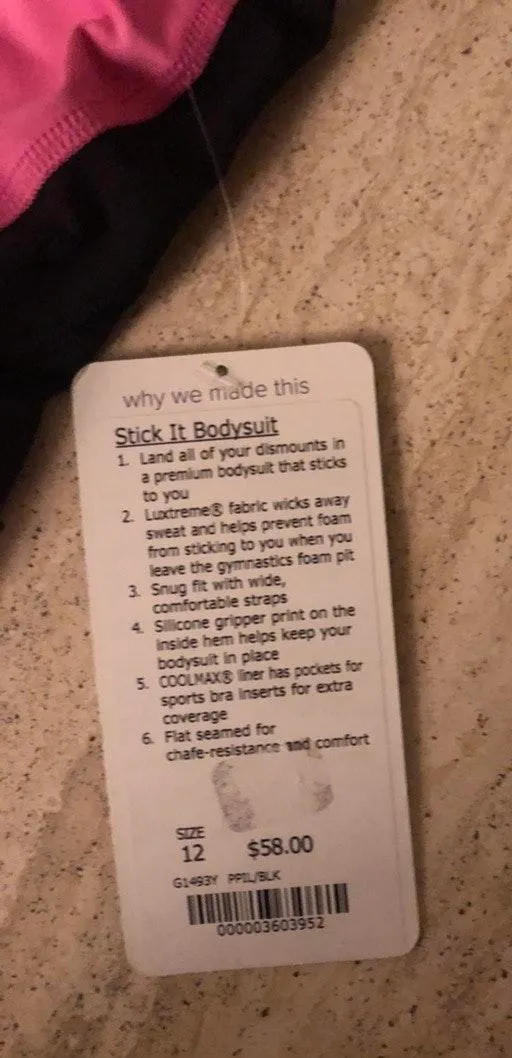 why we made this
Stick It Bodysuit
1. Land all of your dismounts in
a premium bodysuit that sticks
to you
2. Luxtreme® fabric wicks away
sweat and helps prevent foam
from sticking to you when you
leave the gymnastics foam pit
3. Snug fit with wide,
comfortable straps
4. Silicone gripper print on the
inside hem helps keep your
bodysuit in place
5. COOLMAX® liner has pockets for
sports bra inserts for extra
coverage
6. Flat seamed for
chafe-resistance and comfort
SIZE
12 $58.00
G1493Y PPIL/BLK
000003603952